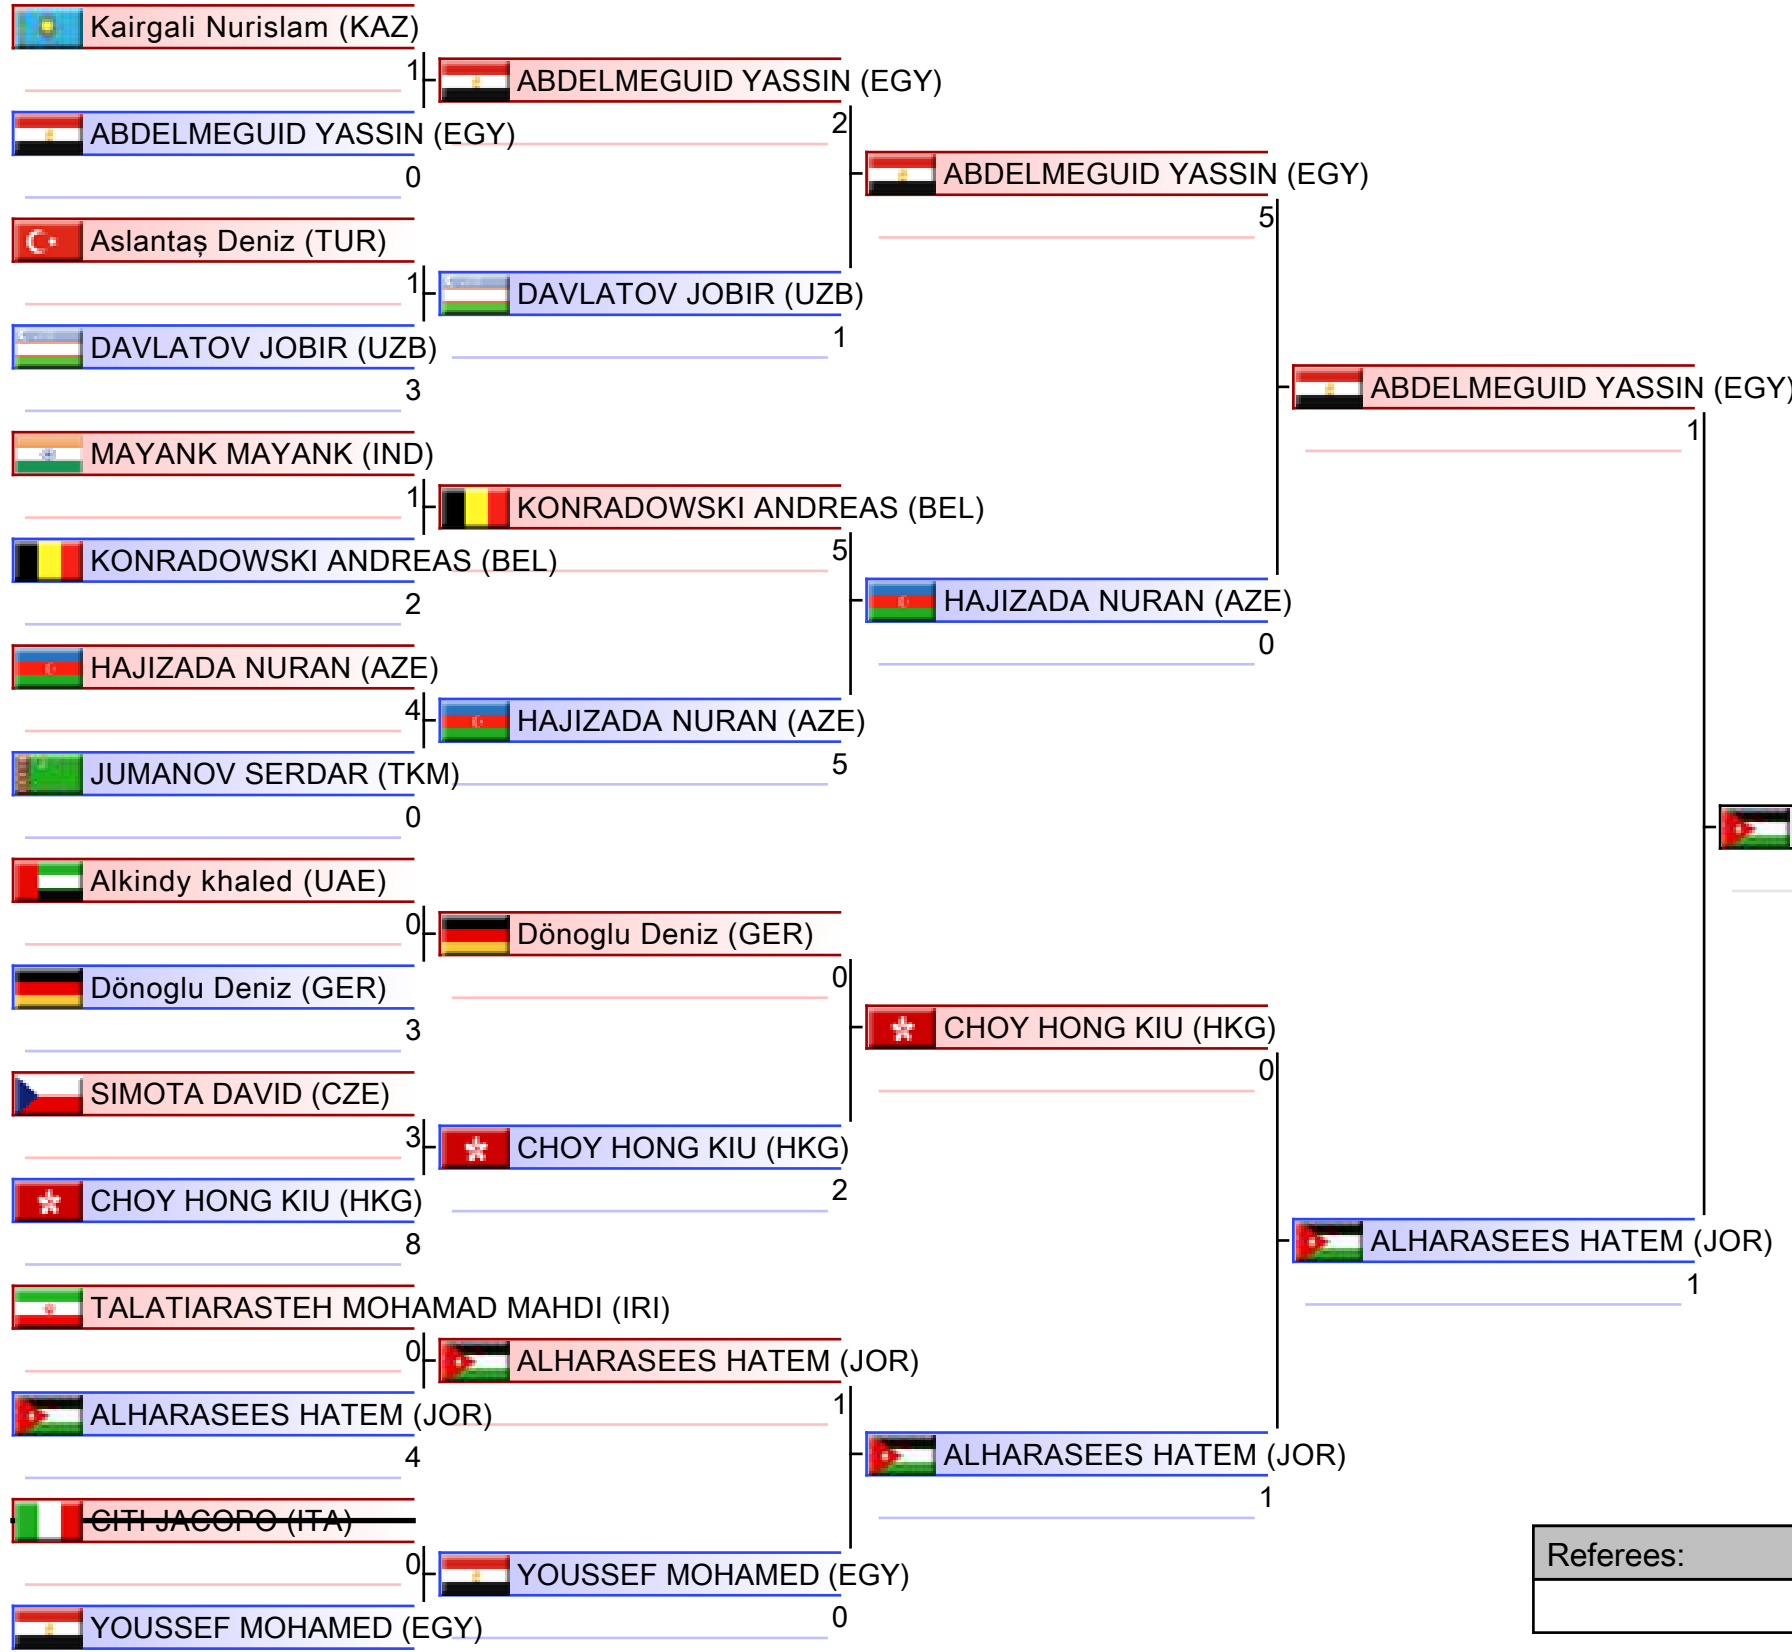 Kairgali Nurislam (KAZ)
1
ABDELMEGUID YASSIN (EGY)
0
Aslantaş Deniz (TUR)
1
DAVLATOV JOBIR (UZB)
3
MAYANK MAYANK (IND)
1
KONRADOWSKI ANDREAS (BEL)
2
HAJIZADA NURAN (AZE)
4
JUMANOV SERDAR (TKM)
0
Alkindy khaled (UAE)
0
Dönoglu Deniz (GER)
3
SIMOTA DAVID (CZE)
3
CHOY HONG KIU (HKG)
8
TALATIARASTEH MOHAMAD MAHDI (IRI)
0
ALHARASEES HATEM (JOR)
4
CITI JACOPO (ITA)
0
YOUSSEF MOHAMED (EGY)
ABDELMEGUID YASSIN (EGY)
2
DAVLATOV JOBIR (UZB)
1
KONRADOWSKI ANDREAS (BEL)
5
HAJIZADA NURAN (AZE)
5
Dönoglu Deniz (GER)
0
CHOY HONG KIU (HKG)
2
ALHARASEES HATEM (JOR)
1
YOUSSEF MOHAMED (EGY)
0
ABDELMEGUID YASSIN (EGY)
5
HAJIZADA NURAN (AZE)
0
CHOY HONG KIU (HKG)
0
ALHARASEES HATEM (JOR)
1
ABDELMEGUID YASSIN (EGY)
1
ALHARASEES HATEM (JOR)
1
Referees: